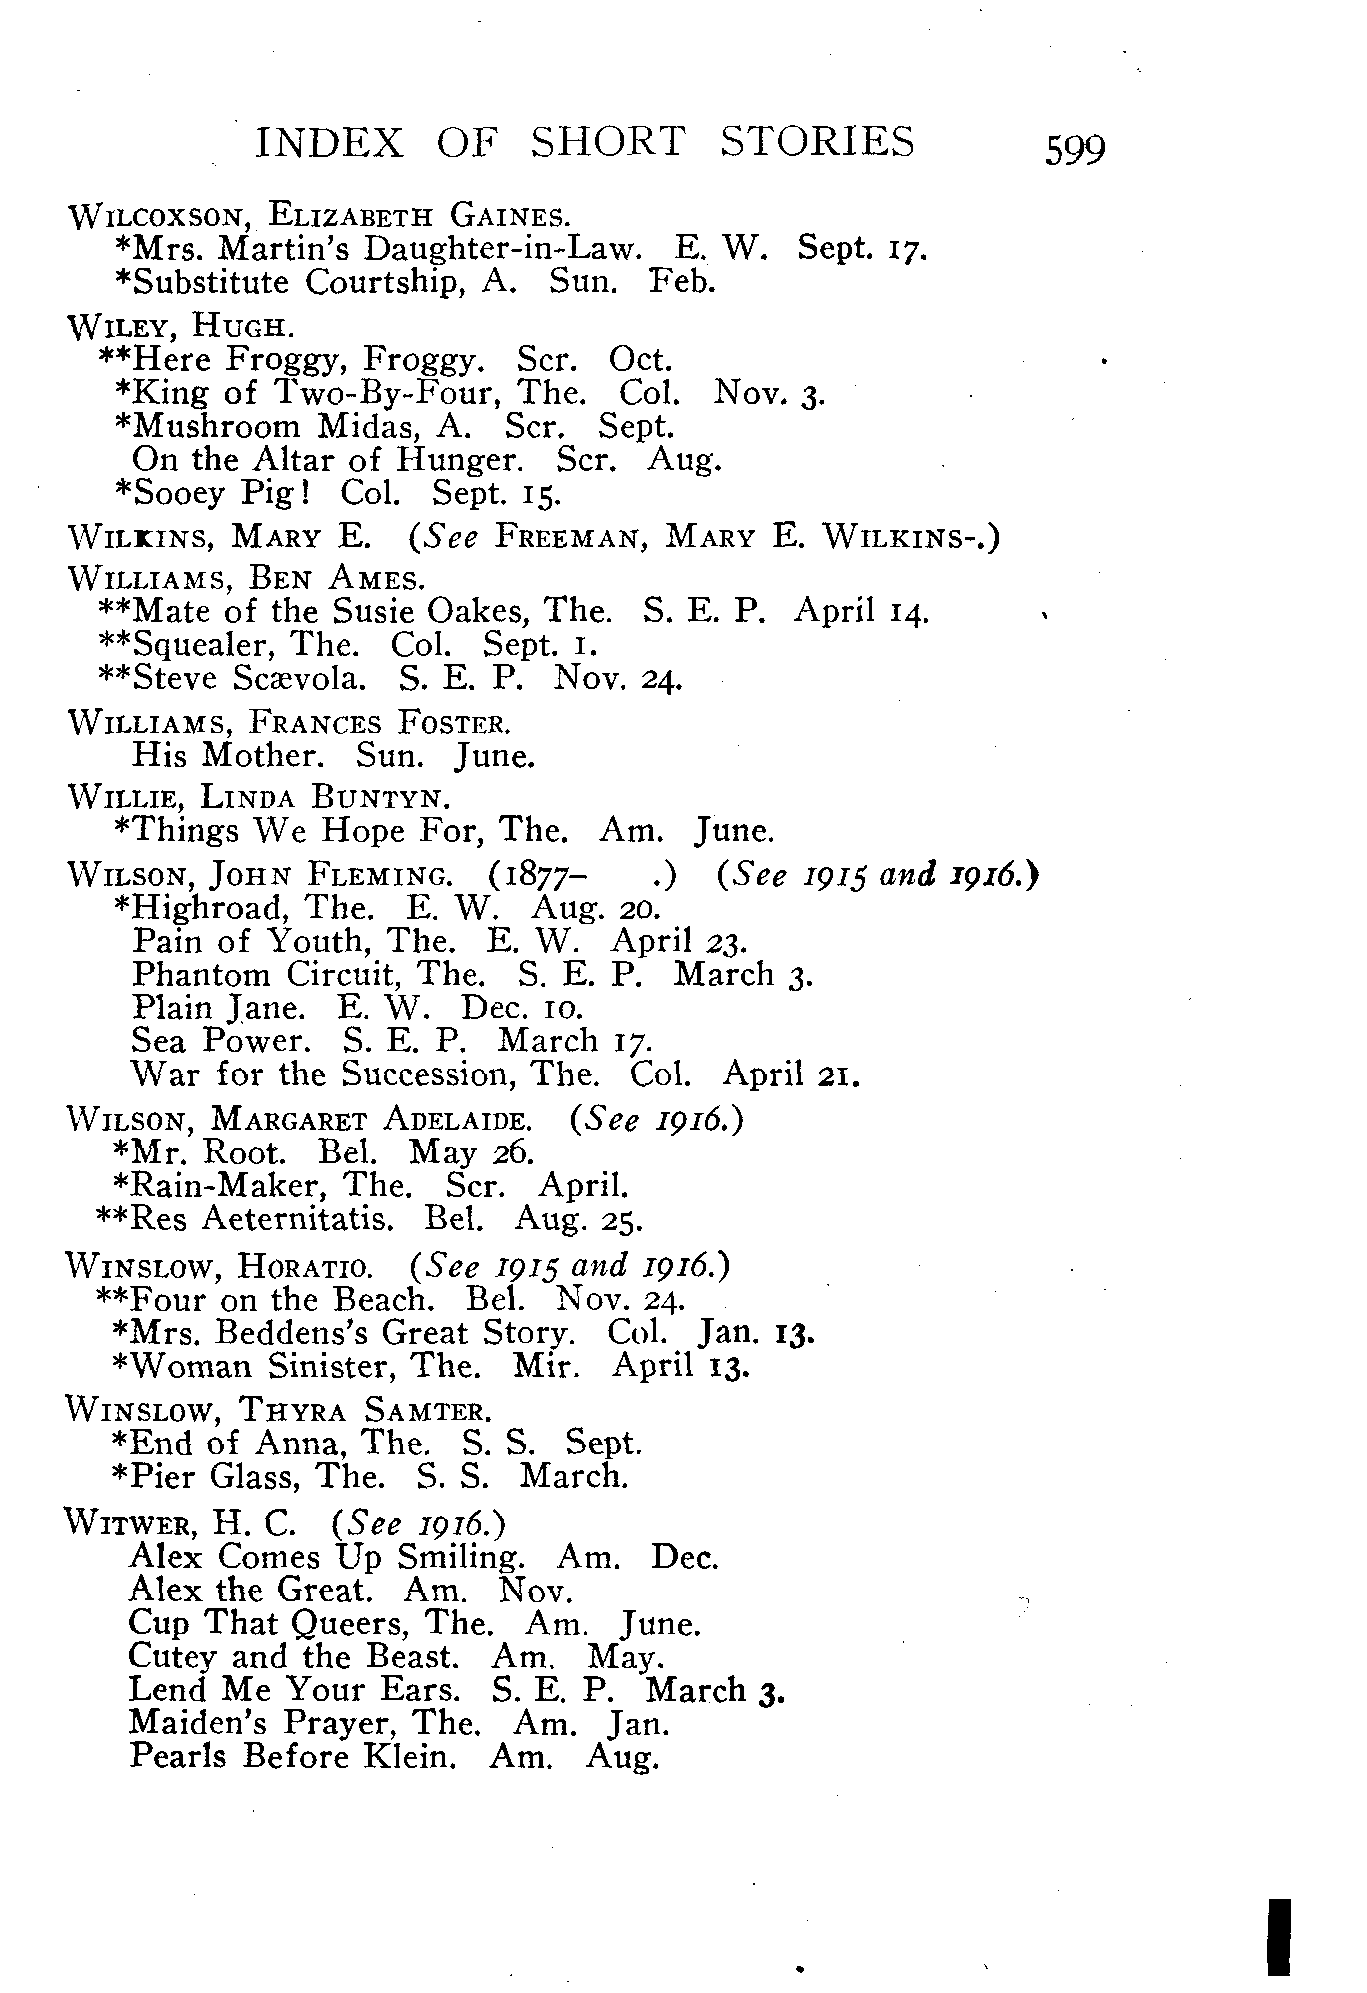 INDEX OF SHORT STORIES 599
WILCOXSON, ELIZABETH GAINES.
*Mrs. Martin's Daughter-in-Law. E. W. Sept. 17.
*Substitute Courtship, A. Sun. Feb.
WILEY, HUGH.
**Here Froggy, Froggy. Scr. Oct.
*King of Two-By-Four, The. Col. Nov. 3.
*Mushroom Midas, A. Scr. Sept.
On the Altar of Hunger. Scr. Aug.
*Sooey Pig! Col. Sept. 15.
WILKINS, MARY E. (See FREEMAN, MARY E. WILKINS-.)
WILLIAMS, BEN AMES.
**Mate of the Susie Oakes, The. S. E. P. April 14.
**Squealer, The. Col. Sept. 1.
**Steve Scævola. S. E. P. Nov. 24.
WILLIAMS, FRANCES FOSTER.
His Mother. Sun. June.
WILLIE, LINDA BUNTYN.
*Things We Hope For, The. Am. June.
WILSON, JOHN FLEMING. (1877– .) (See 1915 and 1916.)
*Highroad, The. E. W. Aug. 20.
Pain of Youth, The. E. W. April 23.
Phantom Circuit, The. S. E. P. March 3.
Plain Jane. E. W. Dec. 10.
Sea Power. S. E. P. March 17.
War for the Succession, The. Col. April 21.
WILSON, MARGARET ADELAIDE. (See 1916.)
*Mr. Root. Bel. May 26.
*Rain-Maker, The. Scr. April.
**Res Aeternitatis. Bel. Aug. 25.
WINSLOW, HORATIO. (See 1915 and 1916.)
**Four on the Beach. Bel. Nov. 24.
*Mrs. Beddens's Great Story. Col. Jan. 13.
*Woman Sinister, The. Mir. April 13.
WINSLOW, THYRA SAMTER.
*End of Anna, The. S. S. Sept.
*Pier Glass, The. S. S. March.
WITWER, H. C. (See 1916.)
Alex Comes Up Smiling. Am. Dec.
Alex the Great. Am. Nov.
Cup That Queers, The. Am. June.
Cutey and the Beast. Am. May.
Lend Me Your Ears. S. E. P. March 3.
Maiden's Prayer, The. Am. Jan.
Pearls Before Klein. Am. Aug.